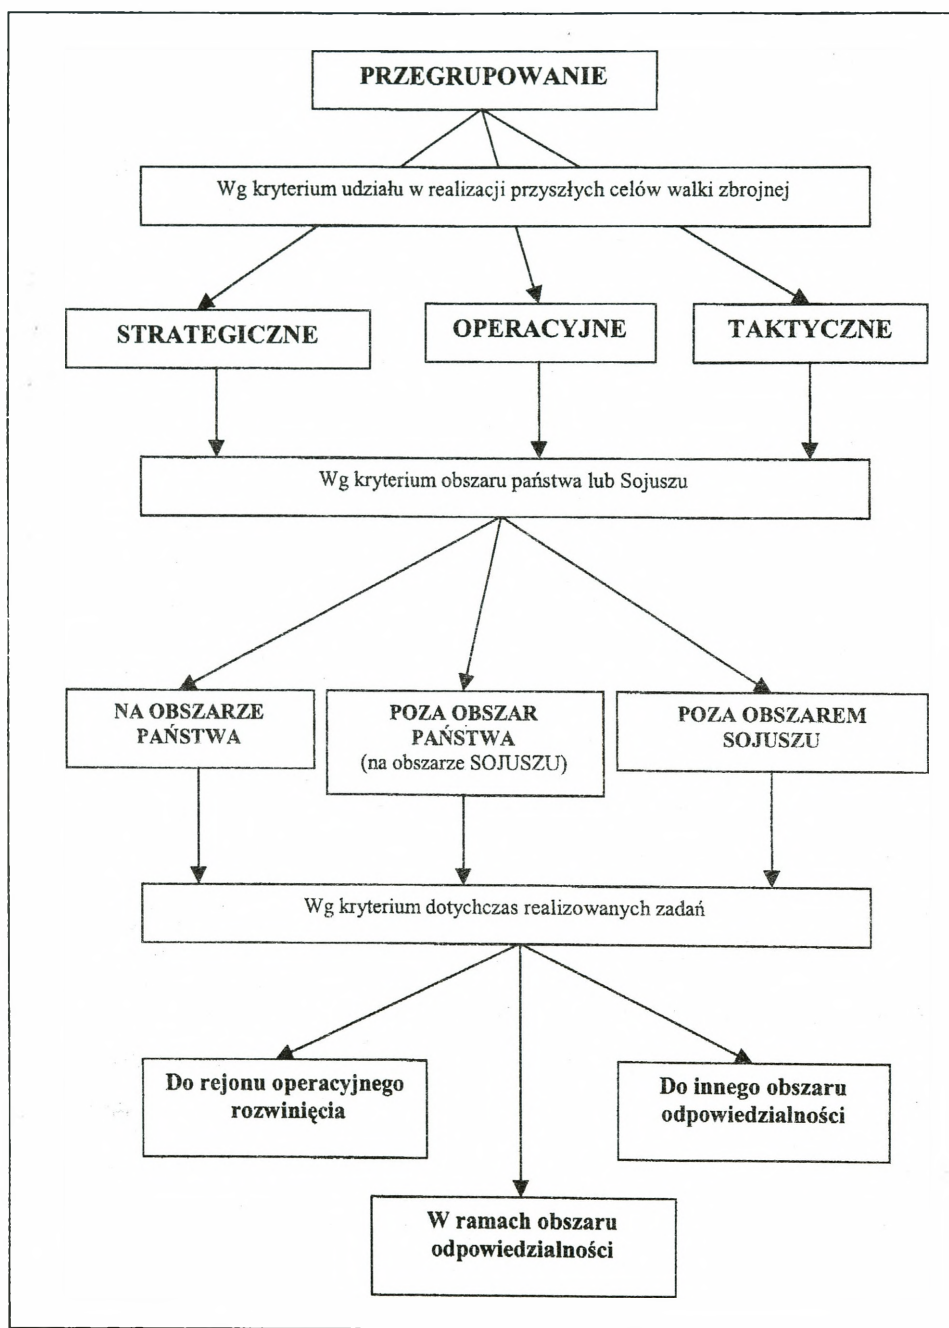 PRZEGRUPOWANIE
Wg kryterium udziału w realizacji przyszłych celów walki zbrojnej
STRATEGICZNE
OPERACYJNE
TAKTYCZNE
Wg kryterium obszaru państwa lub Sojuszu
NA OBSZARZE
PAŃSTWA
POZA OBSZAR
PAŃSTWA
(na obszarze SOJUSZU)
POZA OBSZAREM
SOJUSZU
Wg kryterium dotychczas realizowanych zadań
Do rejonu operacyjnego
rozwinięcia
Do innego obszaru
odpowiedzialności
W ramach obszaru
odpowiedzialności